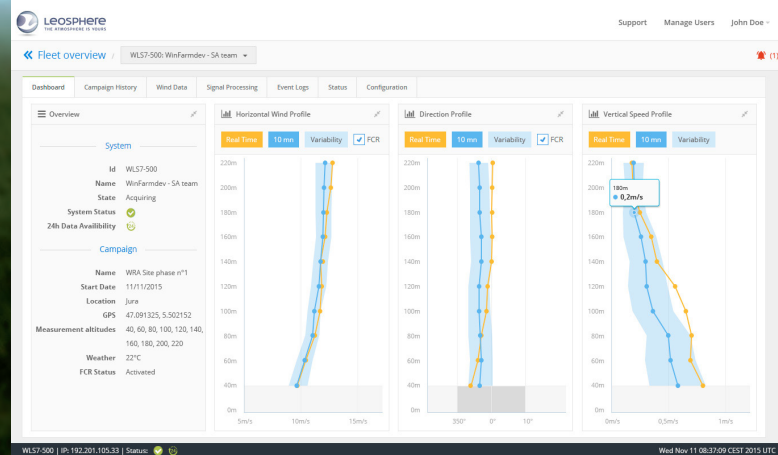 LEOSPHERE
THE ATMOSPHERE IS YOURS
Support Manage Users John Doe
Fleet overview / WLS7-500: WinFarmdev - SA team
(1)
Dashboard Campaign History Wind Data Signal Processing Event Logs Status Configuration
Overview
System
Id WLS7-500
Name WinFarmdev - SA team
State Acquiring
System Status
24h Data Availibility
Campaign
Name WRA Site phase n°1
Start Date 11/11/2015
Location Jura
GPS 47.091325, 5.502152
Measurement altitudes 40, 60, 80, 100, 120, 140,
160, 180, 200, 220
Weather 22°C
FCR Status Activated
Horizontal Wind Profile
Real Time 10 mn Variability FCR
220m
200m
180m
160m
140m
120m
100m
80m
60m
40m
0m
5m/s 10m/s 15m/s
Direction Profile
Real Time 10 mn Variability FCR
220m
200m
180m
160m
140m
120m
100m
80m
60m
40m
0m
350° 0° 10°
Vertical Speed Profile
Real Time 10 mn Variability
220m
200m
180m
0,2m/s
180m
160m
140m
120m
100m
80m
60m
40m
0m
0m/s 0,5m/s 1m/s
WLS7-500 | IP: 192.201.105.33 | Status:
Wed Nov 11 08:37:09 CEST 2015 UTC